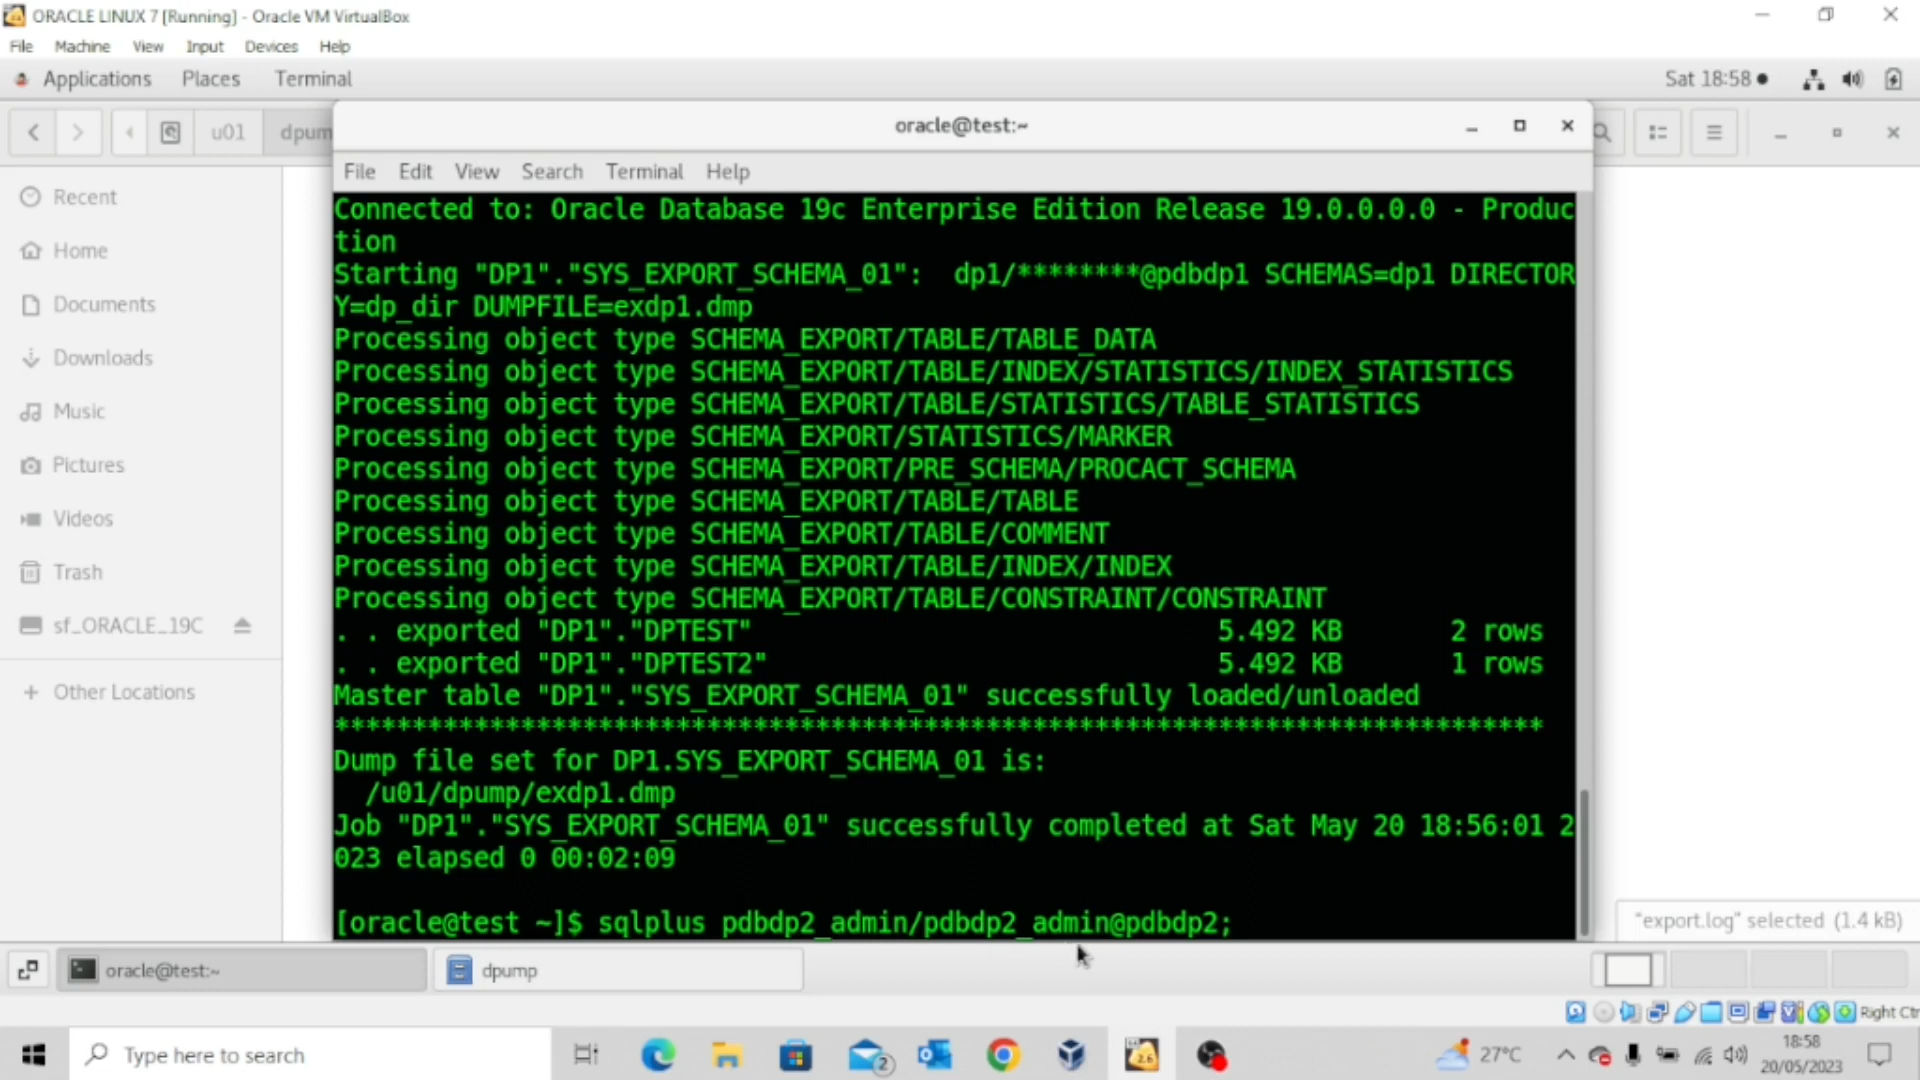 ORACLE LINUX 7 [Running] - Oracle VM VirtualBox
File Machine View Input Devices Help
Applications Places Terminal Sat 18:58
u01 dpum
oracle@test:~
File Edit View Search Terminal Help
Recent
Home
Documents
Downloads
Music
Pictures
Videos
Trash
sf_ORACLE_19C
+ Other Locations
Connected to: Oracle Database 19c Enterprise Edition Release 19.0.0.0.0 - Produc
tion
Starting "DP1"."SYS_EXPORT_SCHEMA_01":  dp1/********@pdbdp1 SCHEMAS=dp1 DIRECTOR
Y=dp_dir DUMPFILE=exdp1.dmp
Processing object type SCHEMA_EXPORT/TABLE/TABLE_DATA
Processing object type SCHEMA_EXPORT/TABLE/INDEX/STATISTICS/INDEX_STATISTICS
Processing object type SCHEMA_EXPORT/TABLE/STATISTICS/TABLE_STATISTICS
Processing object type SCHEMA_EXPORT/STATISTICS/MARKER
Processing object type SCHEMA_EXPORT/PRE_SCHEMA/PROCACT_SCHEMA
Processing object type SCHEMA_EXPORT/TABLE/TABLE
Processing object type SCHEMA_EXPORT/TABLE/COMMENT
Processing object type SCHEMA_EXPORT/TABLE/INDEX/INDEX
Processing object type SCHEMA_EXPORT/TABLE/CONSTRAINT/CONSTRAINT
. . exported "DP1"."DPTEST" 5.492 KB 2 rows
. . exported "DP1"."DPTEST2" 5.492 KB 1 rows
Master table "DP1"."SYS_EXPORT_SCHEMA_01" successfully loaded/unloaded
******************************************************************************
Dump file set for DP1.SYS_EXPORT_SCHEMA_01 is:
/u01/dpump/exdp1.dmp
Job "DP1"."SYS_EXPORT_SCHEMA_01" successfully completed at Sat May 20 18:56:01 2
023 elapsed 0 00:02:09
[oracle@test ~]$ sqlplus pdbdp2_admin/pdbdp2_admin@pdbdp2;
"export.log" selected (1.4 kB)
oracle@test:~ dpump
Right Ctr
Type here to search
2
2.6
27°C
18:58
20/05/2023